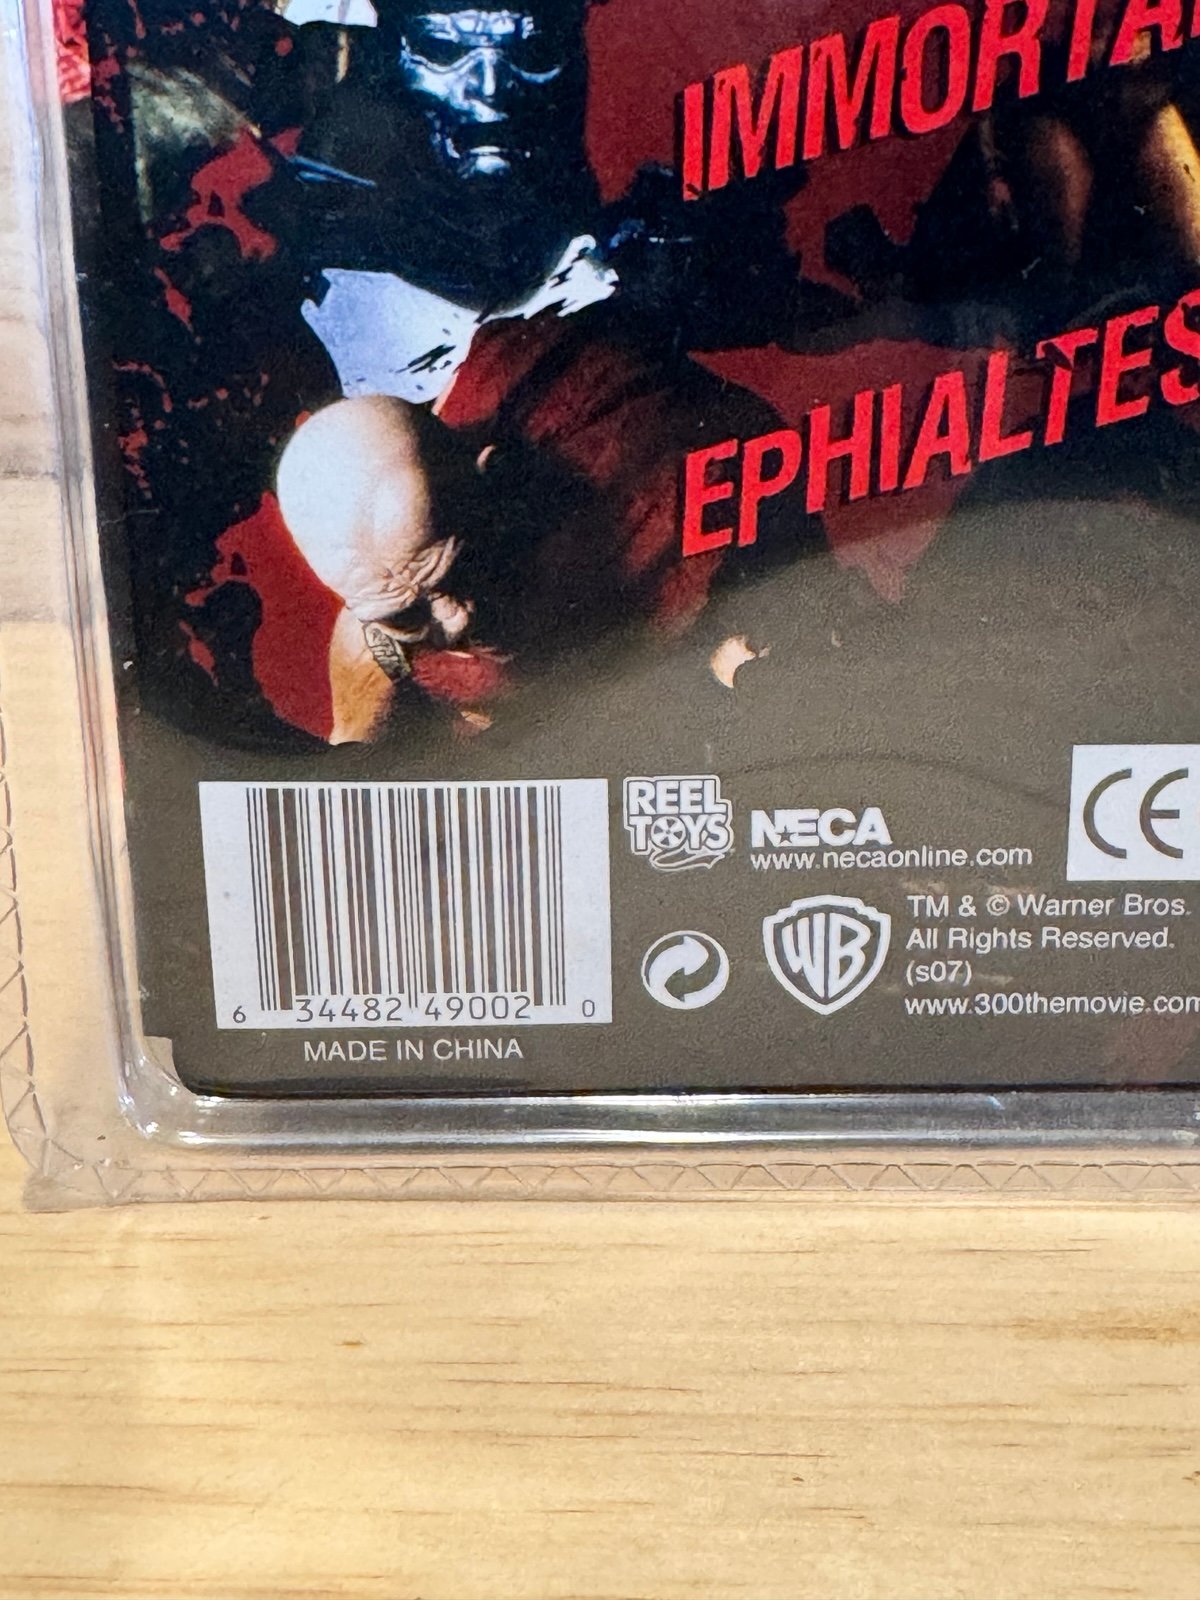 IMMORTA
EPHIALTES
REEL
TOYS
NECA
www.necaonline.com
CE
WB
TM & © Warner Bros.
All Rights Reserved.
(s07)
www.300themovie.com
6 34482 49002 0
MADE IN CHINA